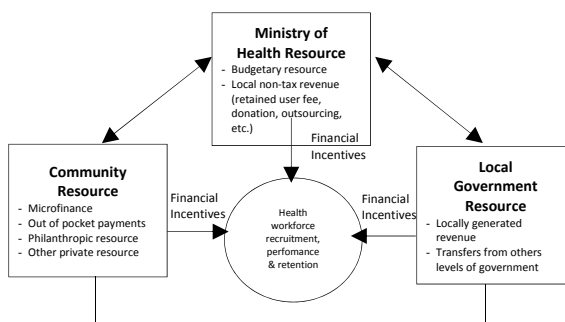 Ministry of
Health Resource
- Budgetary resource
- Local non-tax revenue
(retained user fee,
donation, outsourcing,
etc.)
Financial
Incentives
Community
Resource
- Microfinance
- Out of pocket payments
- Philanthropic resource
- Other private resource
Financial
Incentives
Health
workforce
recruitment,
perfomance
& retention
Financial
Incentives
Local
Government
Resource
- Locally generated
revenue
- Transfers from others
levels of government